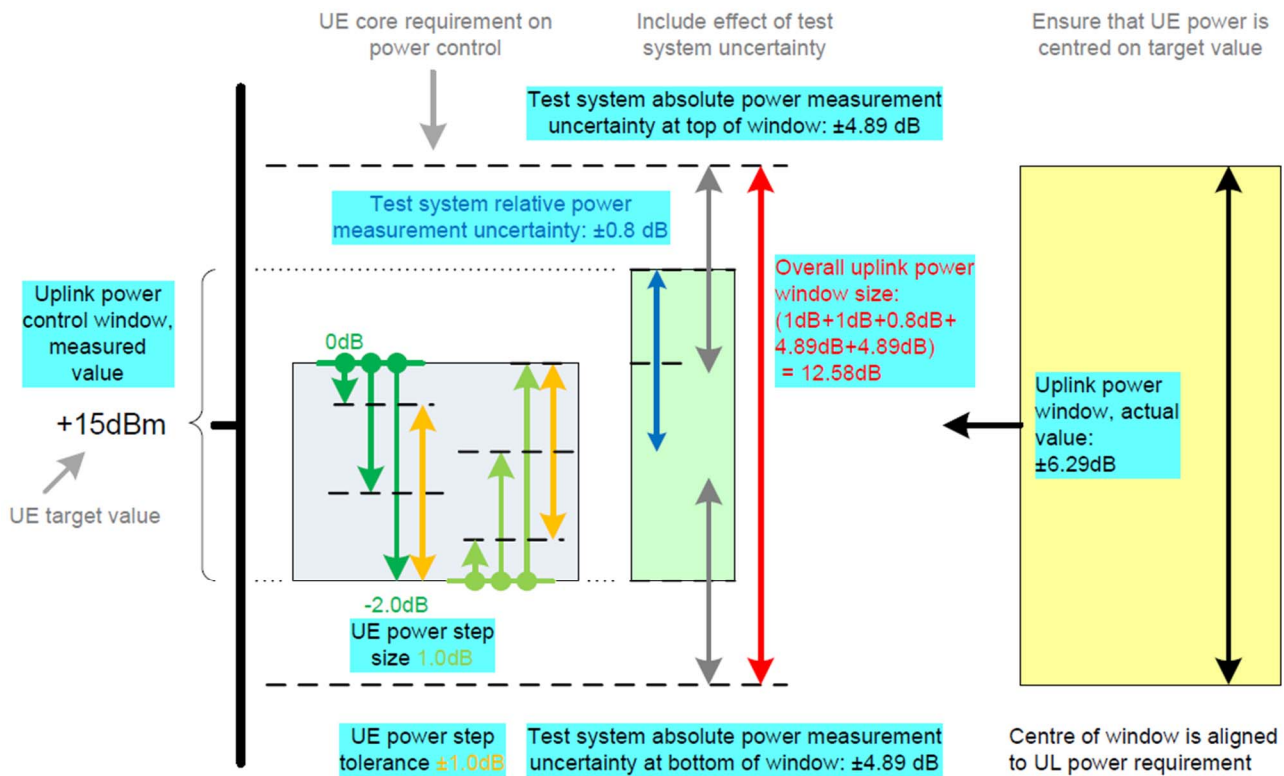 UE core requirement on
power control
Include effect of test
system uncertainty
Ensure that UE power is
centred on target value
Test system absolute power measurement
uncertainty at top of window: ±4.89 dB
Test system relative power
measurement uncertainty: ±0.8 dB
Uplink power
control window,
measured
value
+15dBm
UE target value
0dB
-2.0dB
UE power step
size 1.0dB
Overall uplink power
window size:
(1dB+1dB+0.8dB+
4.89dB+4.89dB)
= 12.58dB
Uplink power
window, actual
value:
±6.29dB
UE power step
tolerance ±1.0dB
Test system absolute power measurement
uncertainty at bottom of window: ±4.89 dB
Centre of window is aligned
to UL power requirement